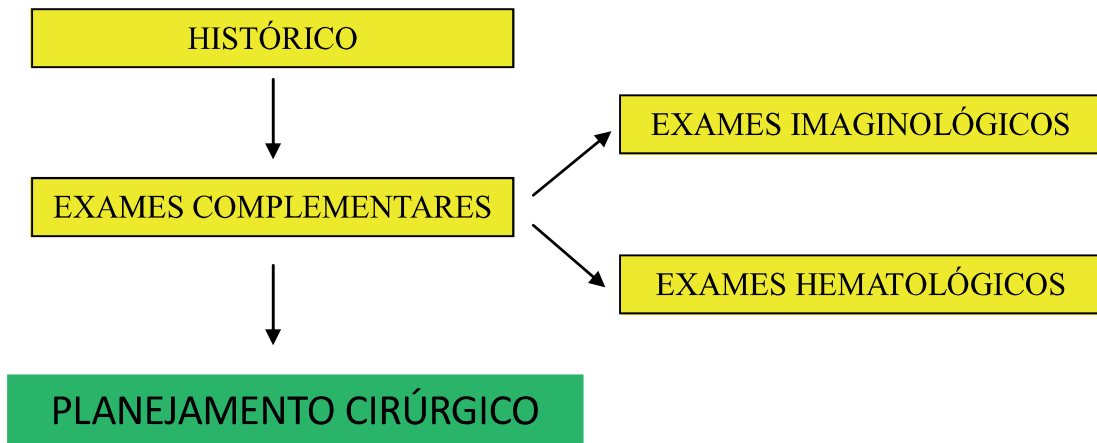 HISTÓRICO
EXAMES IMAGINOLÓGICOS
EXAMES COMPLEMENTARES
EXAMES HEMATOLÓGICOS
PLANEJAMENTO CIRÚRGICO